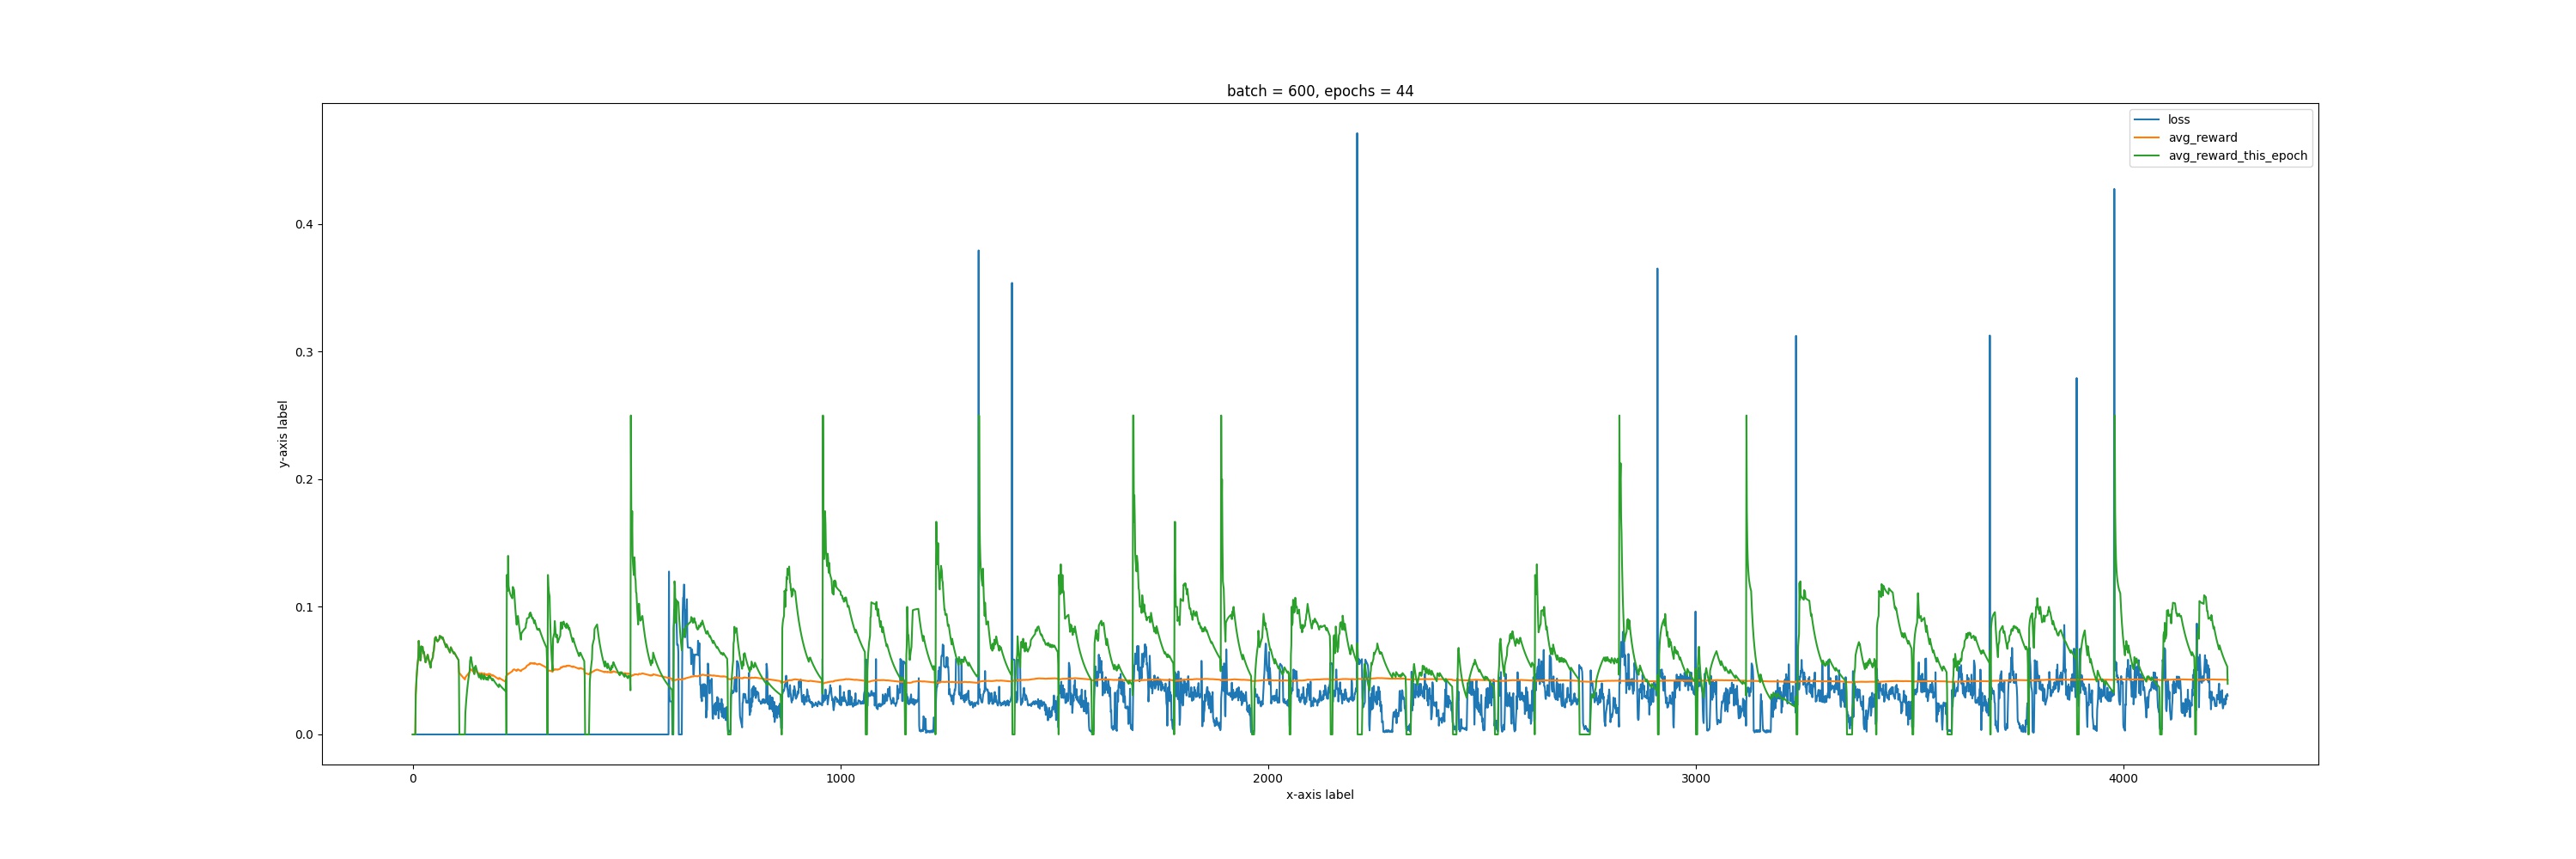 batch = 600, epochs = 44
loss
avg_reward
avg_reward_this_epoch
y-axis label
0.4
0.3
0.2
0.1
0.0
0 1000 2000 3000 4000
x-axis label